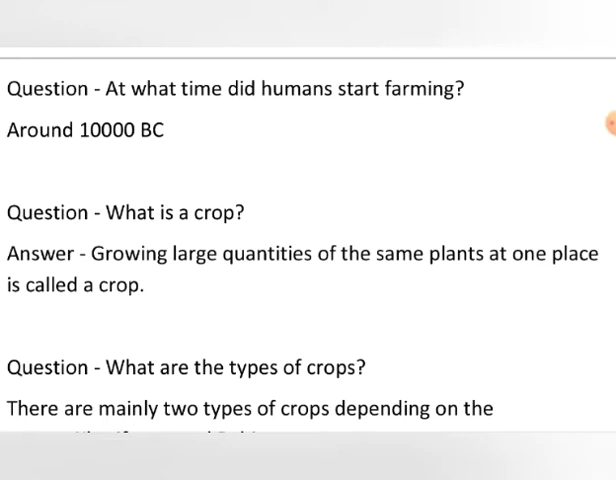 Question - At what time did humans start farming?
Around 10000 BC
Question - What is a crop?
Answer - Growing large quantities of the same plants at one place
is called a crop.
Question - What are the types of crops?
There are mainly two types of crops depending on the